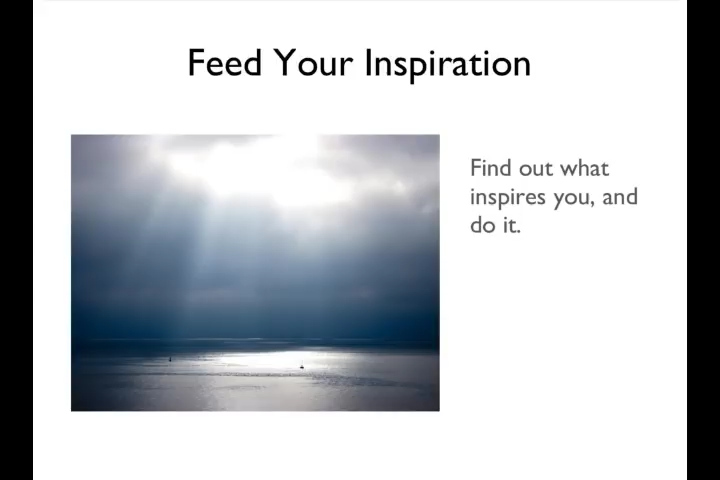 Feed Your Inspiration
Find out what
inspires you, and
do it.